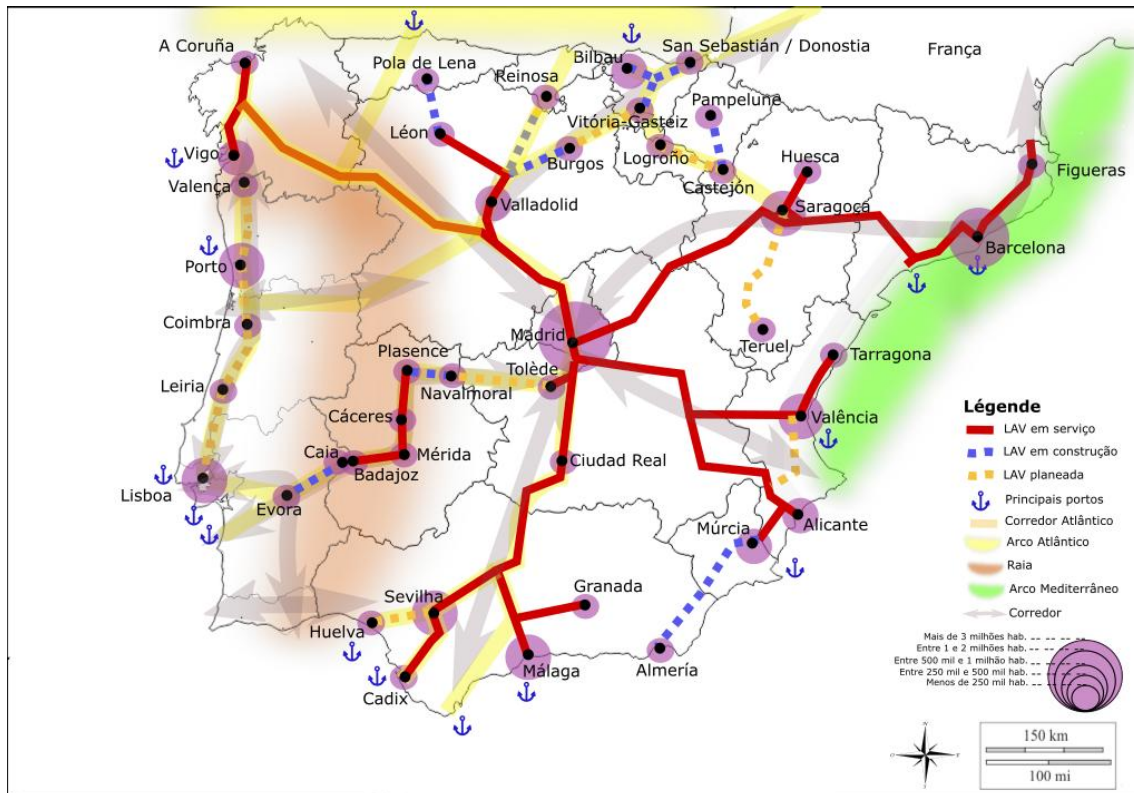 A Coruña
Pola de Lena
Reinosa
Bilbau
San Sebastián / Donostia
França
Pampelune
Vitória-Gasteiz
Léon
Burgos
Logroño
Castejón
Huesca
Figueras
Vigo
Valença
Valladolid
Saragoça
Barcelona
Porto
Coimbra
Madrid
Teruel
Tarragona
Plasence
Navalmoral
Tolède
Leiria
Cáceres
Valência
Caia
Badajoz
Mérida
Ciudad Real
Lisboa
Evora
Alicante
Múrcia
Granada
Sevilha
Huelva
Cadix
Málaga
Almería
Légende
LAV em serviço
LAV em construção
LAV planeada
Principais portos
Corredor Atlântico
Arco Atlântico
Raia
Arco Mediterrâneo
Corredor
Mais de 3 milhões hab.
Entre 1 e 2 milhões hab.
Entre 500 mil e 1 milhão hab.
Entre 250 mil e 500 mil hab.
Menos de 250 mil hab.
150 km
100 mi